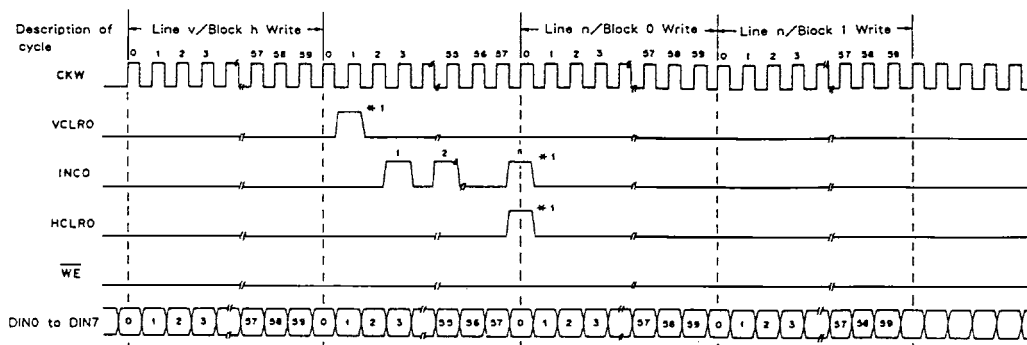 Description of cycle
Line v/Block h Write
Line n/Block 0 Write
Line n/Block 1 Write
0 1 2 3 57 58 59 0 1 2 3 55 56 57 0 1 2 3 57 58 59 0 1 2 3 57 58 59
CKW
VCLR0
*1
INC0
1 2 n *1
HCLR0
*1
WE
DIN0 to DIN7
0 1 2 3 57 58 59 0 1 2 3 55 56 57 0 1 2 3 57 58 59 0 1 2 3 57 58 59